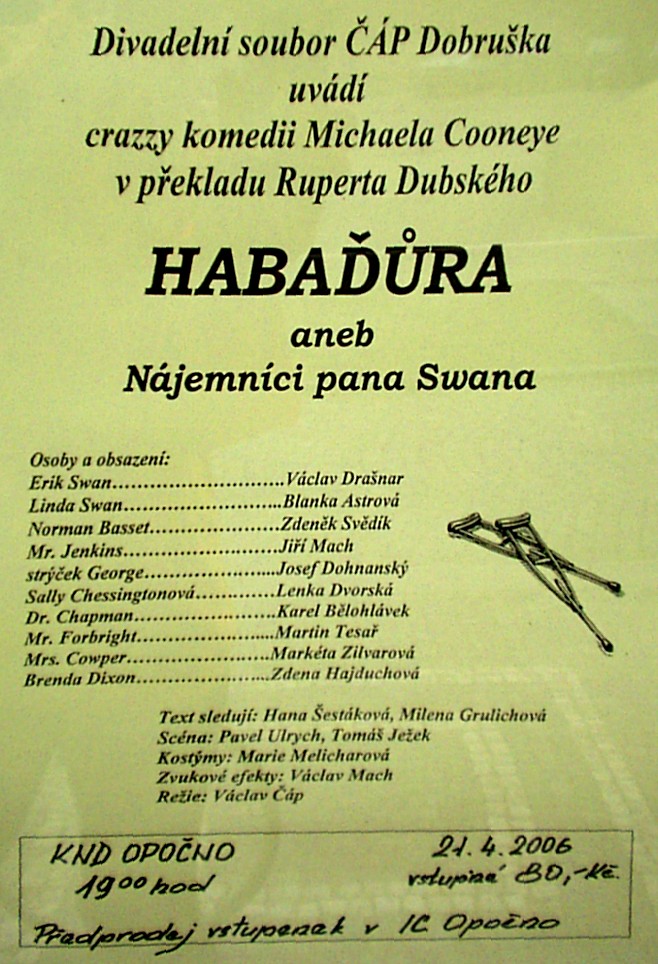 Divadelní soubor ČÁP Dobruška
uvádí
crazzy komedii Michaela Cooneye
v překladu Ruperta Dubského
HABAĎŮRA
aneb
Nájemníci pana Swana
Osoby a obsazení:
Erik Swan..............................Václav Drašnar
Linda Swan............................Blanka Astrová
Norman Basset......................Zdeněk Svědík
Mr. Jenkins..........................Jiří Mach
strýček George......................Josef Dohnanský
Sally Chessingtonová.............Lenka Dvorská
Dr. Chapman........................Karel Bělohlávek
Mr. Forbright.......................Martin Tesař
Mrs. Cowper........................Markéta Zilvarová
Brenda Dixon.......................Zdena Hajduchová
Text sledují: Hana Šestáková, Milena Grulichová
Scéna: Pavel Ulrych, Tomáš Ježek
Kostýmy: Marie Melicharová
Zvukové efekty: Václav Mach
Režie: Václav Čáp
KND OPOČNO 21.4.2006
19⁰⁰ hod vstupné 80,-Kč.
Předprodej vstupenek v IC Opočno